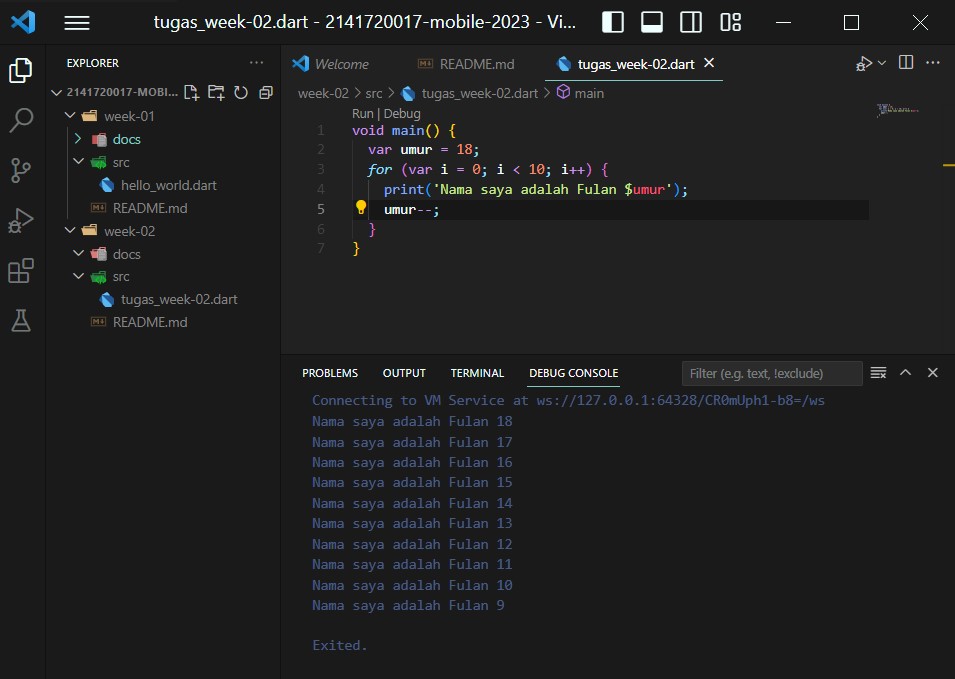 tugas_week-02.dart - 2141720017-mobile-2023 - Vi...
EXPLORER
2141720017-MOBI...
week-01
docs
src
hello_world.dart
README.md
week-02
docs
src
tugas_week-02.dart
README.md
Welcome
README.md
tugas_week-02.dart
week-02 > src > tugas_week-02.dart > main
Run | Debug
1 void main() {
2 var umur = 18;
3 for (var i = 0; i < 10; i++) {
4 print('Nama saya adalah Fulan $umur');
5 umur--;
6 }
7 }
PROBLEMS OUTPUT TERMINAL DEBUG CONSOLE
Filter (e.g. text, !exclude)
Connecting to VM Service at ws://127.0.0.1:64328/CR0mUph1-b8=/ws
Nama saya adalah Fulan 18
Nama saya adalah Fulan 17
Nama saya adalah Fulan 16
Nama saya adalah Fulan 15
Nama saya adalah Fulan 14
Nama saya adalah Fulan 13
Nama saya adalah Fulan 12
Nama saya adalah Fulan 11
Nama saya adalah Fulan 10
Nama saya adalah Fulan 9
Exited.